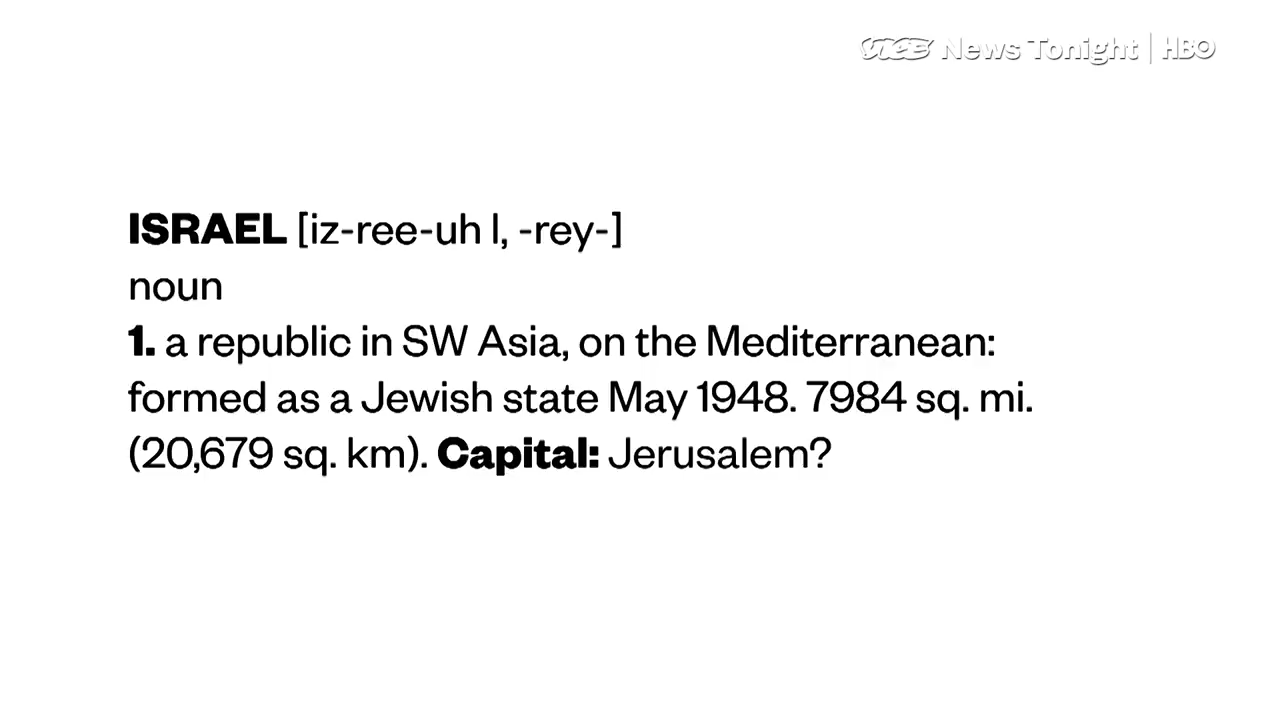 VICE News Tonight | HBO
ISRAEL [iz-ree-uh l, -rey-]
noun
1. a republic in SW Asia, on the Mediterranean:
formed as a Jewish state May 1948. 7984 sq. mi.
(20,679 sq. km). Capital: Jerusalem?